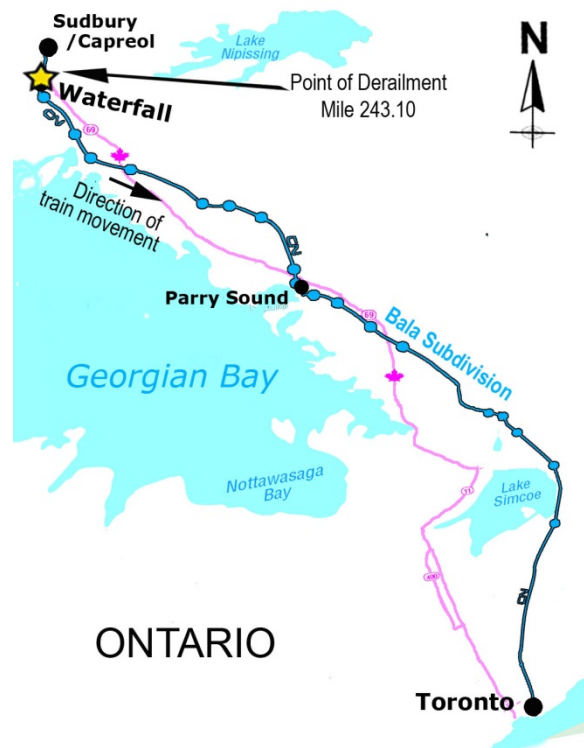 Sudbury
/Capreol
Lake
Nipissing
N
Point of Derailment
Mile 243.10
Waterfall
CN
69
Direction of
train movement
CN
Parry Sound
69
Bala Subdivision
Georgian Bay
Nottawasaga
Bay
Lake
Simcoe
11
400
CN
ONTARIO
Toronto